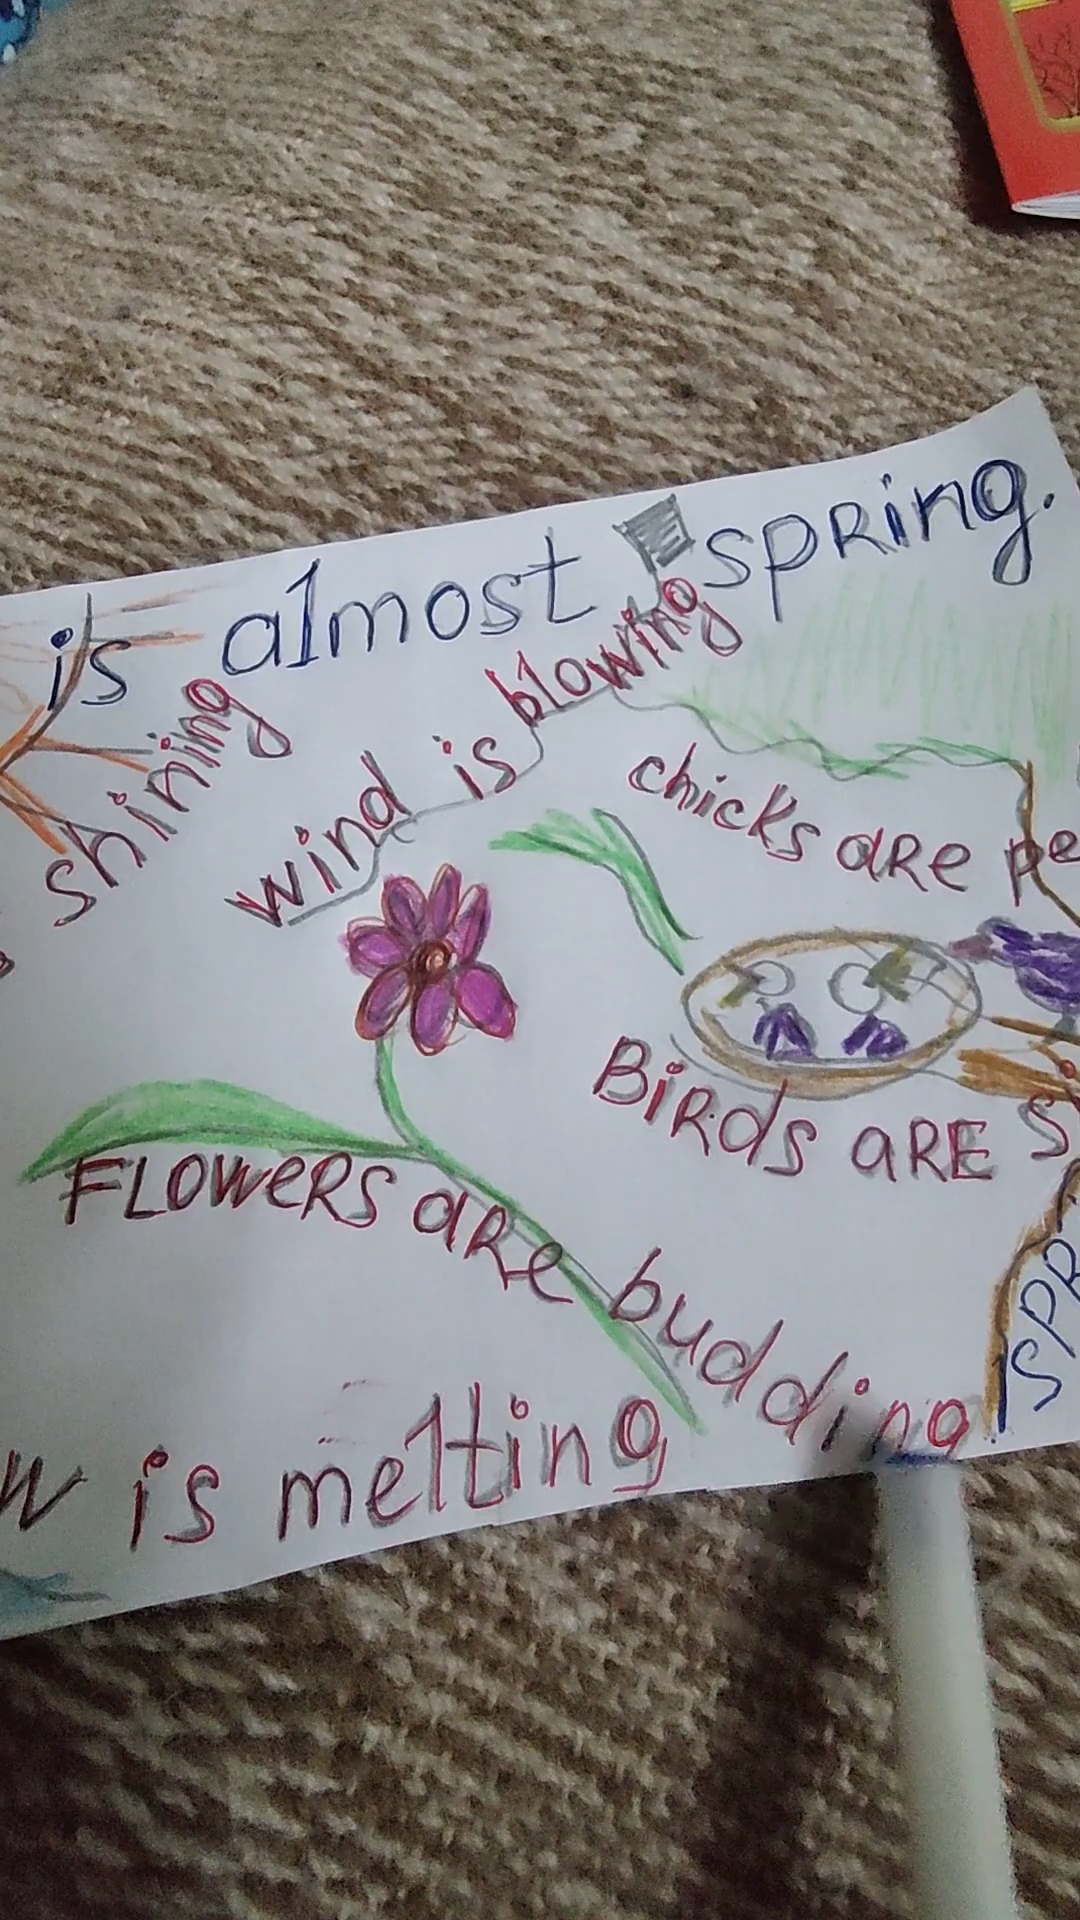 is almost spRing.
shining
wind is blowing
chicks aRe pe
BiRds aRE S
FLOweRS aRe budding
SPR
w is melting